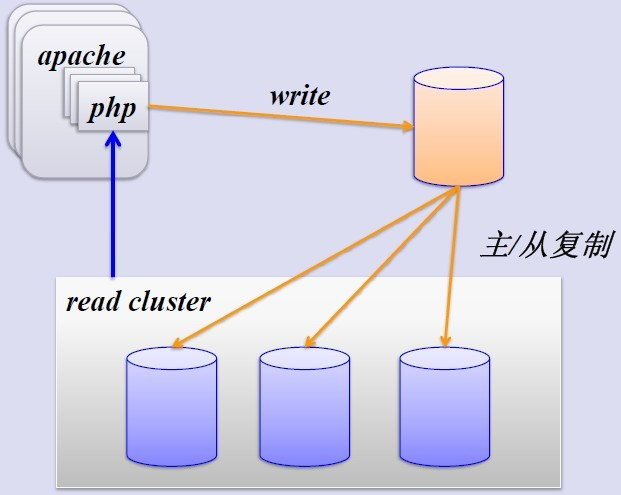 apache
php
write
主/从复制
read cluster